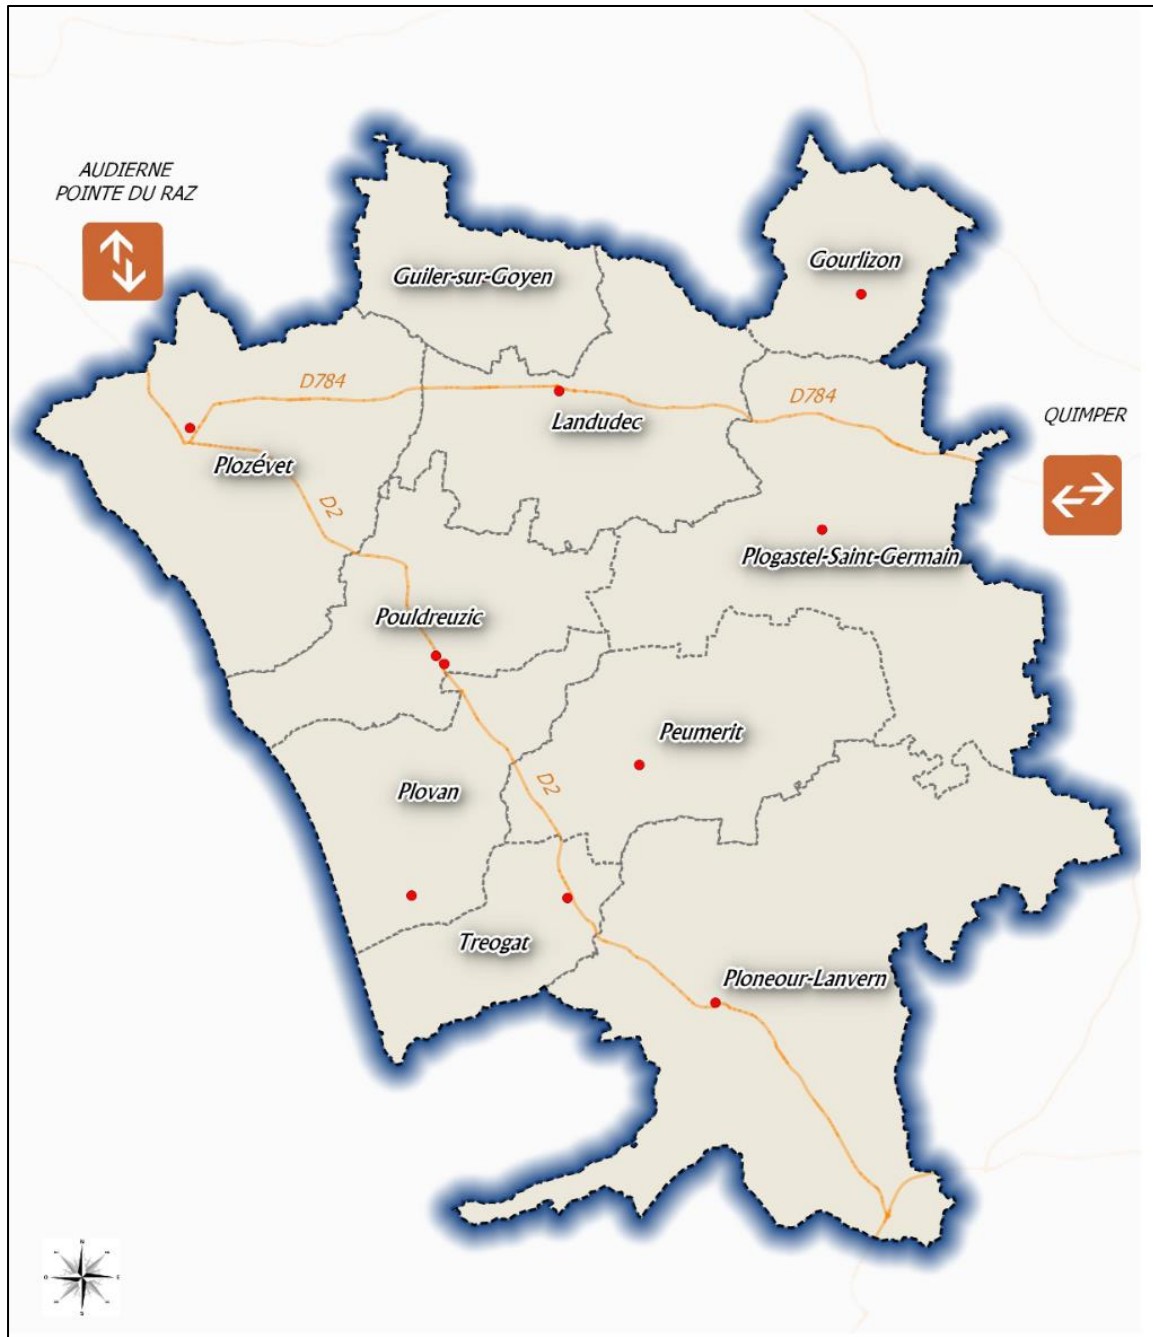 AUDIERNE
POINTE DU RAZ
Gourlizon
Guiler-sur-Goyen
D784
D784
Landudec
QUIMPER
Plozévet
D2
Plogastel-Saint-Germain
Pouldreuzic
Peumerit
D2
Plovan
Treogat
Ploneour-Lanvern
N
O
E
S